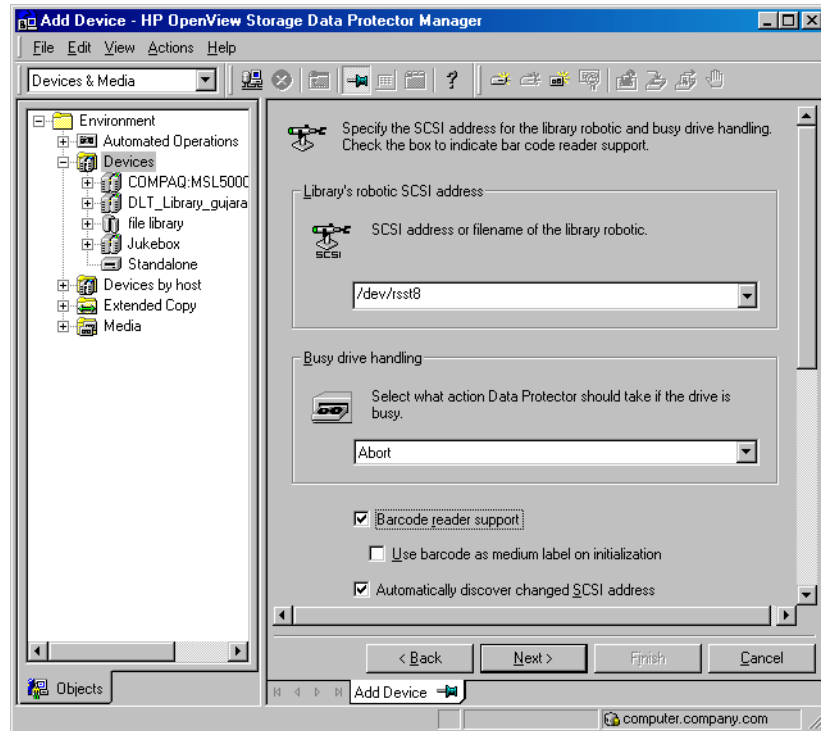 Add Device - HP OpenView Storage Data Protector Manager
File Edit View Actions Help
Devices & Media
Environment
Automated Operations
Devices
COMPAQ:MSL5000
DLT_Library_gujara
file library
Jukebox
Standalone
Devices by host
Extended Copy
Media
Specify the SCSI address for the library robotic and busy drive handling.
Check the box to indicate bar code reader support.
Library's robotic SCSI address
SCSI address or filename of the library robotic.
SCSI
/dev/rsst8
Busy drive handling
Select what action Data Protector should take if the drive is
busy.
Abort
Barcode reader support
Use barcode as medium label on initialization
Automatically discover changed SCSI address
< Back Next > Finish Cancel
Objects
Add Device
computer.company.com